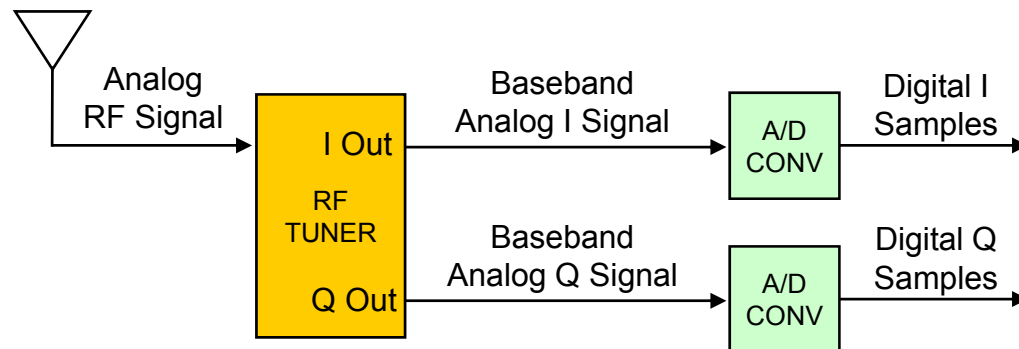 Analog
RF Signal
I Out
RF
TUNER
Q Out
Baseband
Analog I Signal
A/D
CONV
Digital I
Samples
Baseband
Analog Q Signal
A/D
CONV
Digital Q
Samples